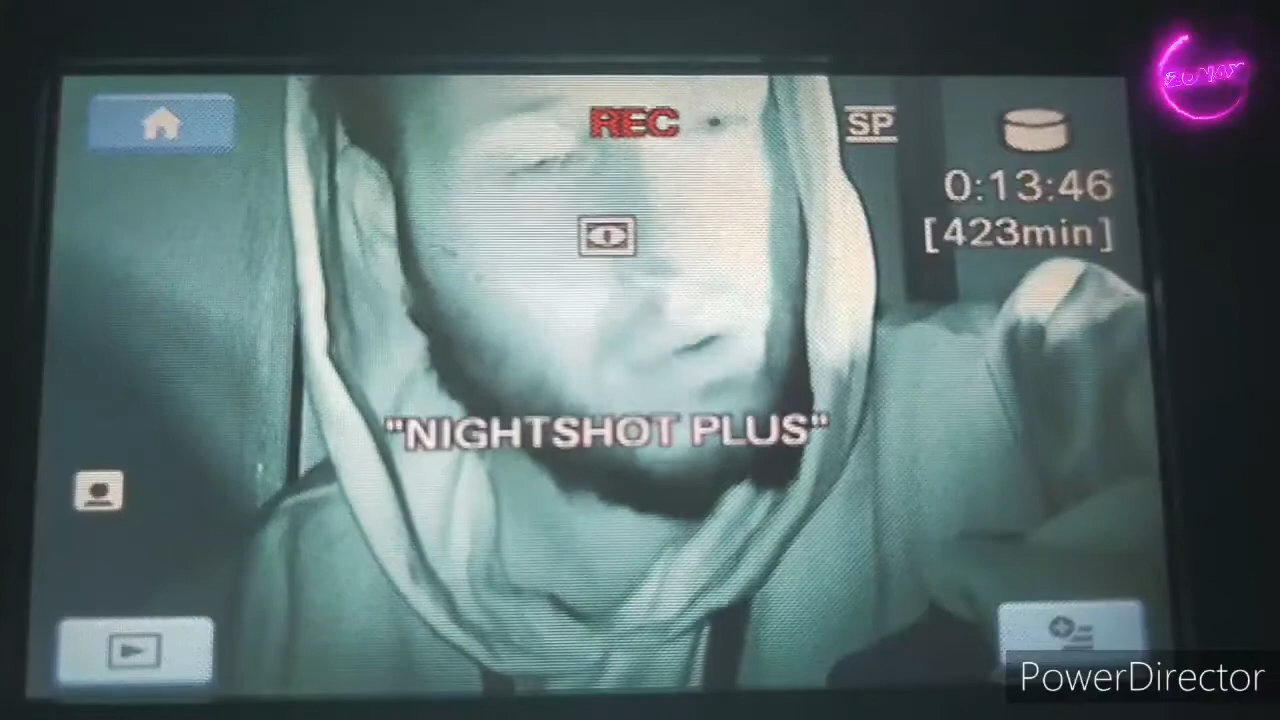 REC
SP
0:13:46
[423min]
"NIGHTSHOT PLUS"
PowerDirector